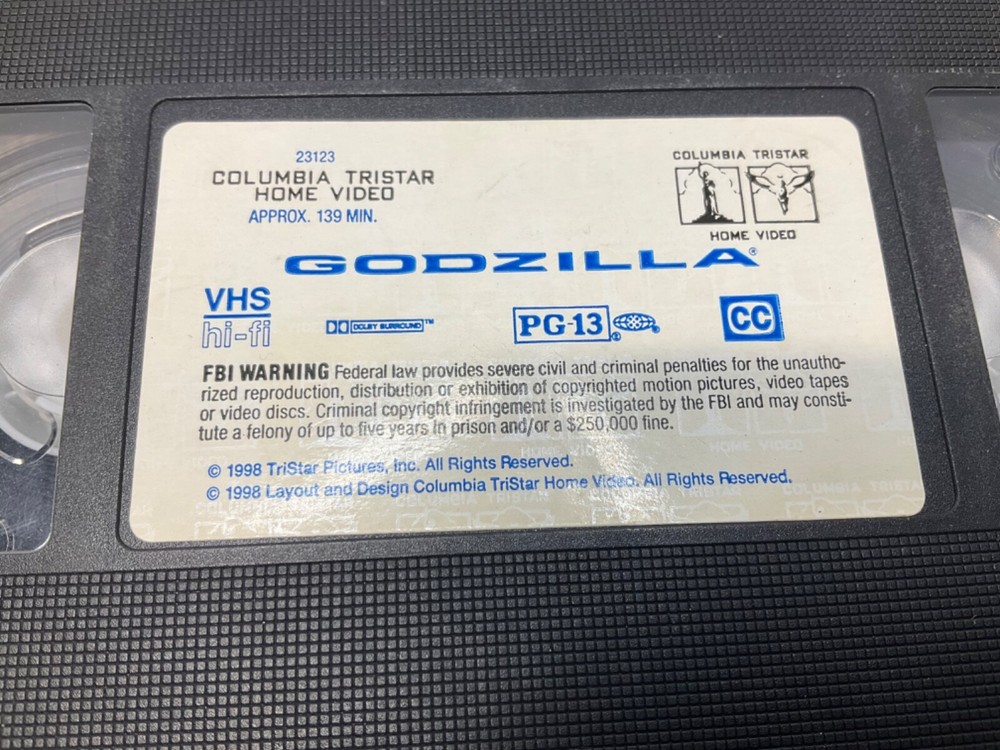 23123
COLUMBIA TRISTAR
HOME VIDEO
APPROX. 139 MIN.
COLUMBIA TRISTAR
HOME VIDEO
GODZILLA®
VHS
hi-fi
DOLBY SURROUND™
PG-13 ®
CC
FBI WARNING Federal law provides severe civil and criminal penalties for the unautho-
rized reproduction, distribution or exhibition of copyrighted motion pictures, video tapes
or video discs. Criminal copyright infringement is investigated by the FBI and may consti-
tute a felony of up to five years in prison and/or a $250,000 fine.
© 1998 TriStar Pictures, Inc. All Rights Reserved.
© 1998 Layout and Design Columbia TriStar Home Video. All Rights Reserved.